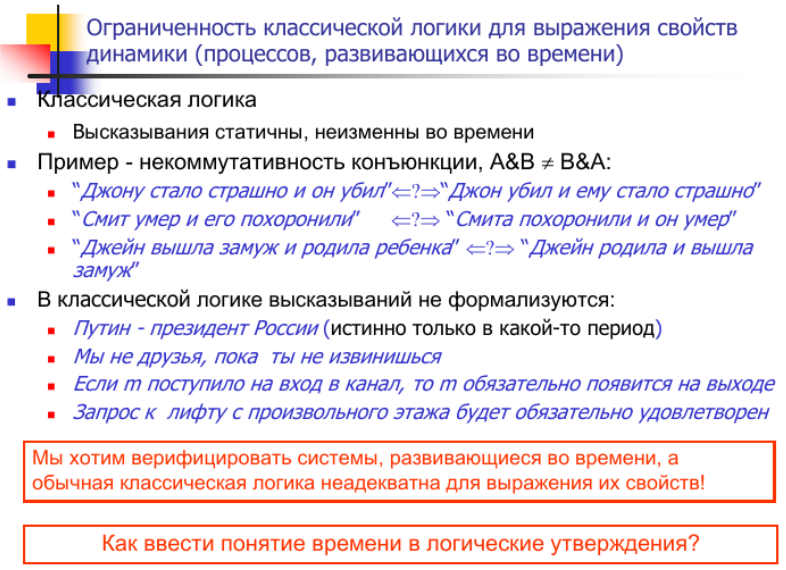 Ограниченность классической логики для выражения свойств
динамики (процессов, развивающихся во времени)
Классическая логика
Высказывания статичны, неизменны во времени
Пример - некоммутативность конъюнкции, A&B ≠ B&A:
“Джону стало страшно и он убил”⇐?⇒“Джон убил и ему стало страшно”
“Смит умер и его похоронили” ⇐?⇒ “Смита похоронили и он умер”
“Джейн вышла замуж и родила ребенка” ⇐?⇒ “Джейн родила и вышла
замуж”
В классической логике высказываний не формализуются:
Путин - президент России (истинно только в какой-то период)
Мы не друзья, пока ты не извинишься
Если m поступило на вход в канал, то m обязательно появится на выходе
Запрос к лифту с произвольного этажа будет обязательно удовлетворен
Мы хотим верифицировать системы, развивающиеся во времени, а
обычная классическая логика неадекватна для выражения их свойств!
Как ввести понятие времени в логические утверждения?